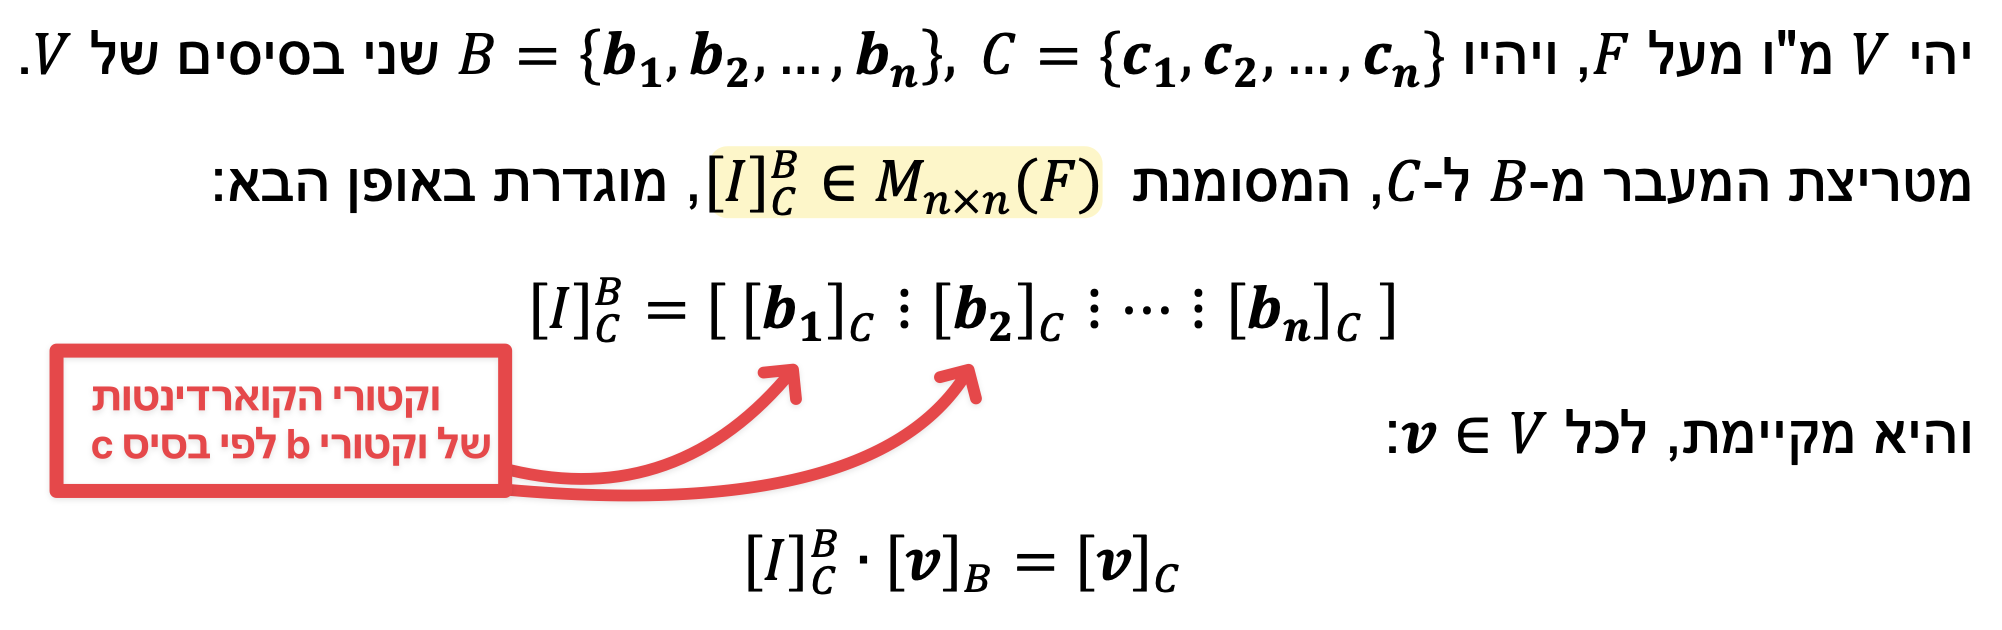 יהי V מ"ו מעל F, ויהיו B = {b₁, b₂, … , bₙ}, C = {c₁, c₂, … , cₙ} שני בסיסים של V.
מטריצת המעבר מ-B ל-C, המסומנת [I]_C^B ∈ M_{n×n}(F), מוגדרת באופן הבא:
[I]_C^B = [ [b₁]_C ⋮ [b₂]_C ⋮ ⋯ ⋮ [bₙ]_C ]
וקטורי הקוארדינטות
של וקטורי b לפי בסיס c
והיא מקיימת, לכל v ∈ V:
[I]_C^B · [v]_B = [v]_C